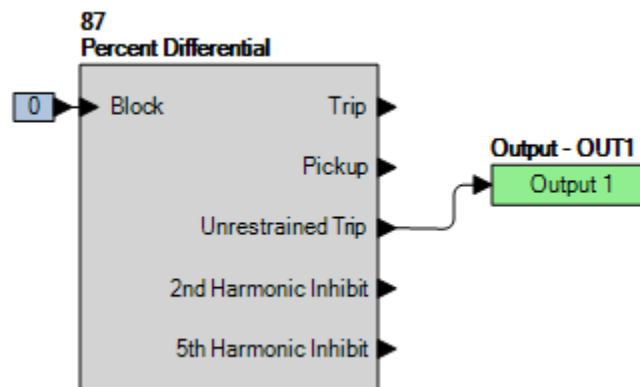 87
Percent Differential
0
Block
Trip
Pickup
Output - OUT1
Output 1
Unrestrained Trip
2nd Harmonic Inhibit
5th Harmonic Inhibit